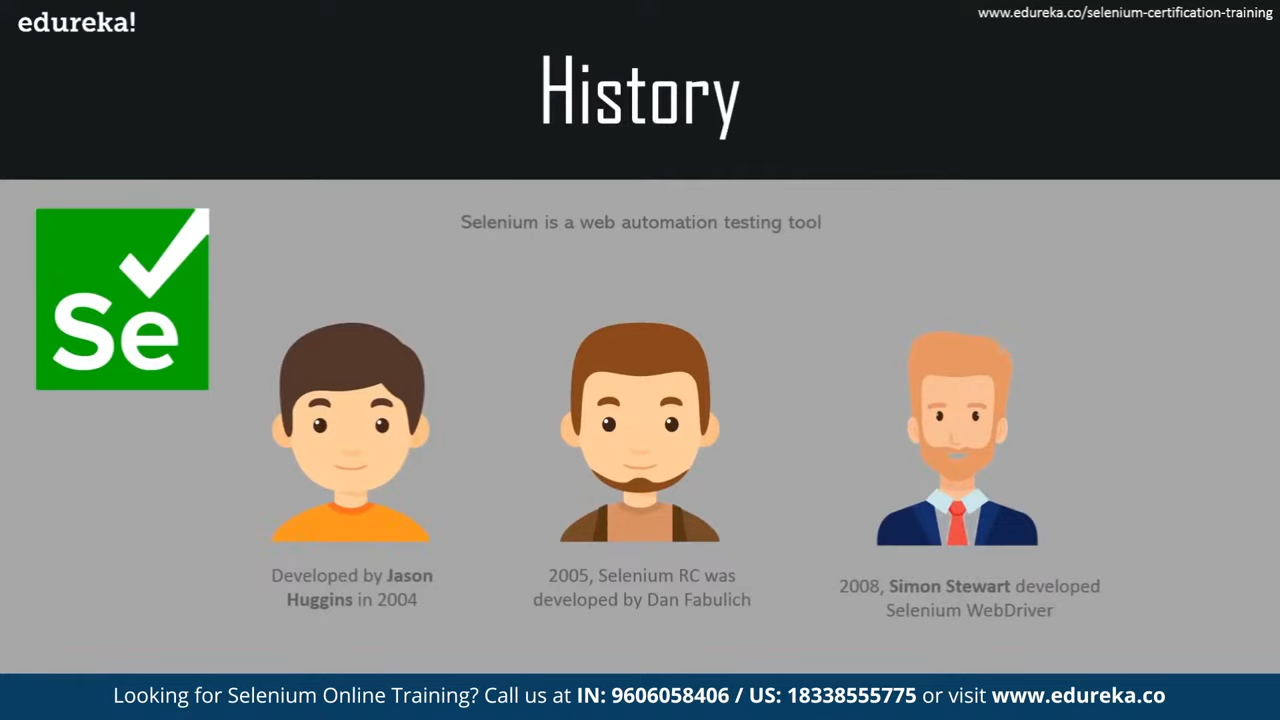 edureka!
www.edureka.co/selenium-certification-training
History
Selenium is a web automation testing tool
Se
Developed by Jason
Huggins in 2004
2005, Selenium RC was
developed by Dan Fabulich
2008, Simon Stewart developed
Selenium WebDriver
Looking for Selenium Online Training? Call us at IN: 9606058406 / US: 18338555775 or visit www.edureka.co